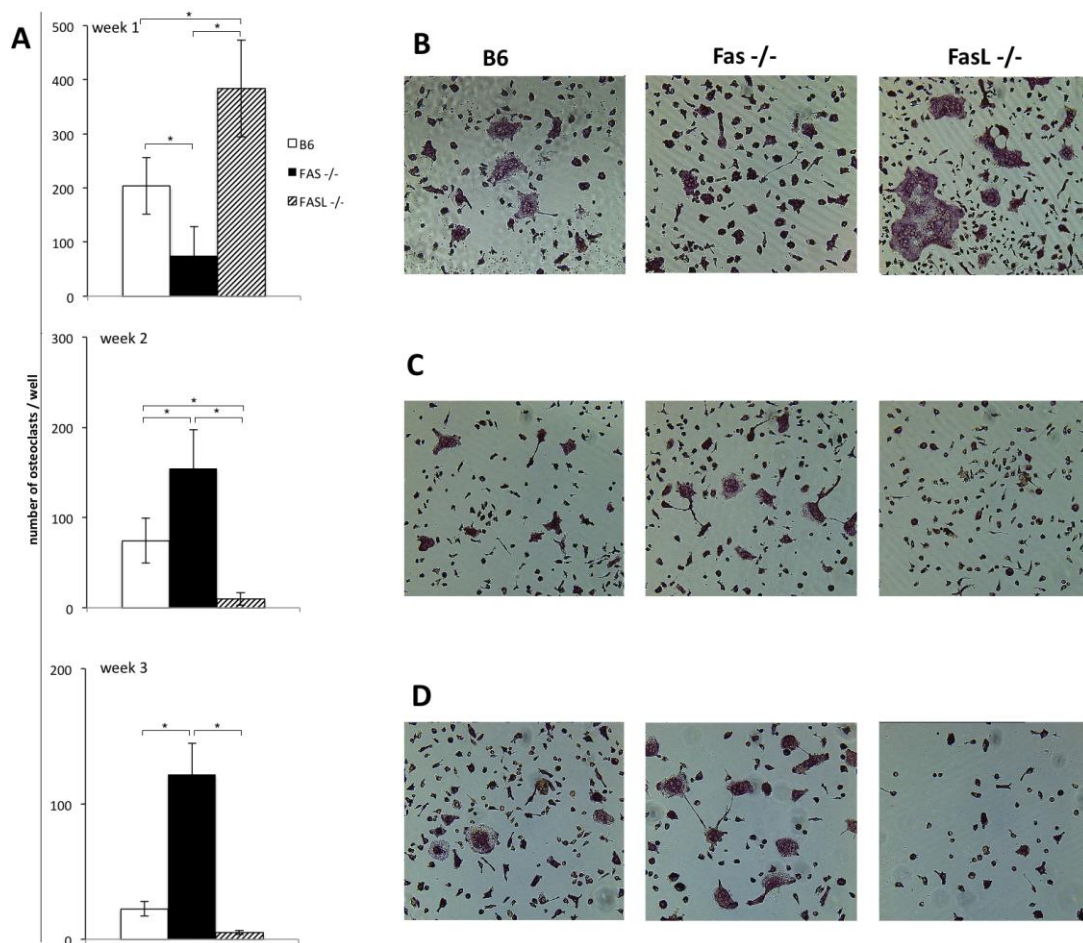 A
number of osteoclasts / well
week 1
*
*
*
500
400
300
200
100
0
B6
FAS -/-
FASL -/-
week 2
*
*
*
300
200
100
0
week 3
*
*
200
100
0
B
B6
Fas -/-
FasL -/-
C
D